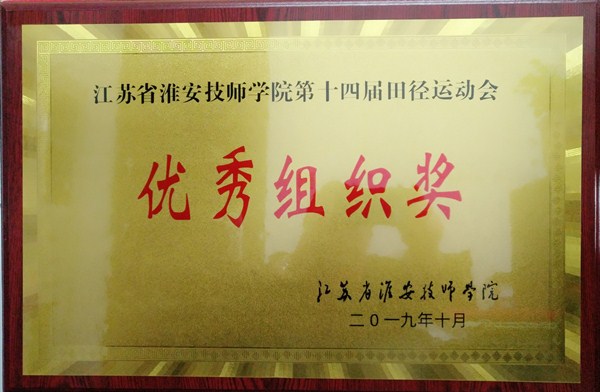 江苏省淮安技师学院第十四届田径运动会
优秀组织奖
江苏省淮安技师学院
二0一九年十月